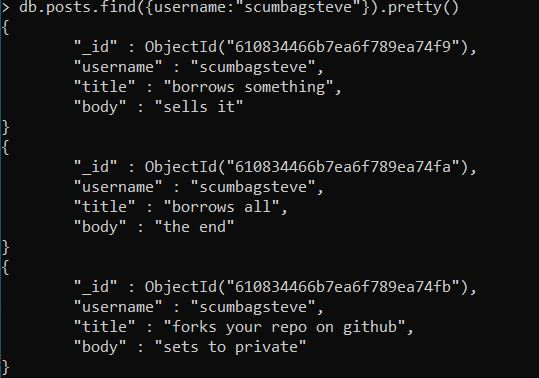 > db.posts.find({username:"scumbagsteve"}).pretty()
{
        "_id" : ObjectId("610834466b7ea6f789ea74f9"),
        "username" : "scumbagsteve",
        "title" : "borrows something",
        "body" : "sells it"
}
{
        "_id" : ObjectId("610834466b7ea6f789ea74fa"),
        "username" : "scumbagsteve",
        "title" : "borrows all",
        "body" : "the end"
}
{
        "_id" : ObjectId("610834466b7ea6f789ea74fb"),
        "username" : "scumbagsteve",
        "title" : "forks your repo on github",
        "body" : "sets to private"
}